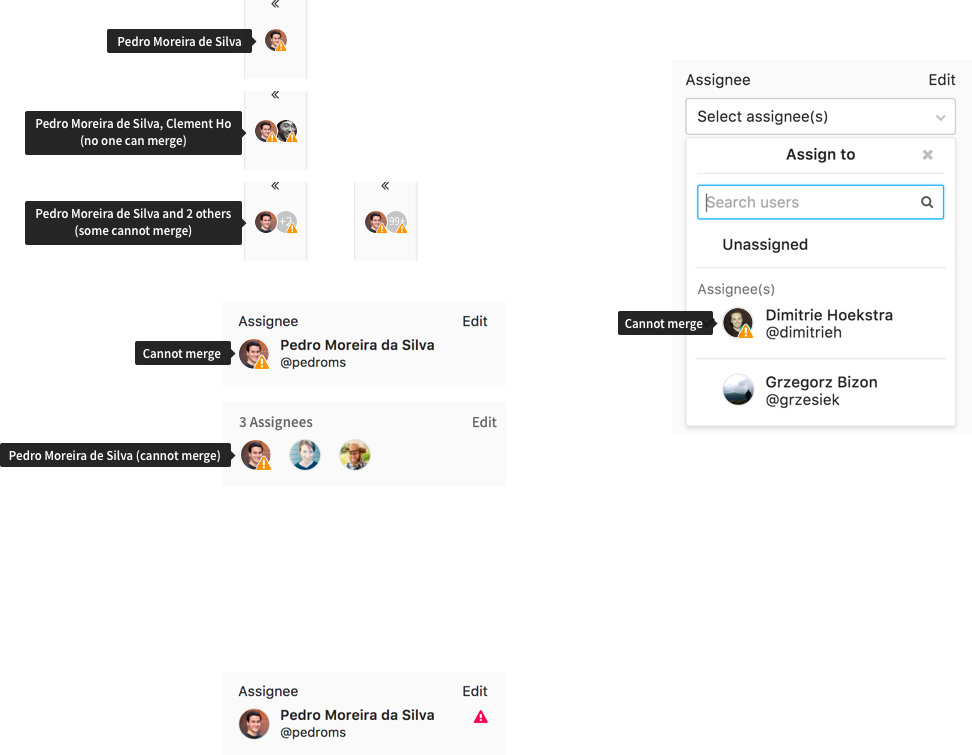 «
Pedro Moreira de Silva
«
Pedro Moreira de Silva, Clement Ho
(no one can merge)
«
Pedro Moreira de Silva and 2 others
(some cannot merge)
+2
«
99+
Assignee Edit
Cannot merge
Pedro Moreira da Silva
@pedroms
3 Assignees Edit
Pedro Moreira de Silva (cannot merge)
Assignee Edit
Pedro Moreira da Silva
@pedroms
Assignee Edit
Select assignee(s)
Assign to
Search users
Unassigned
Assignee(s)
Cannot merge
Dimitrie Hoekstra
@dimitrieh
Grzegorz Bizon
@grzesiek